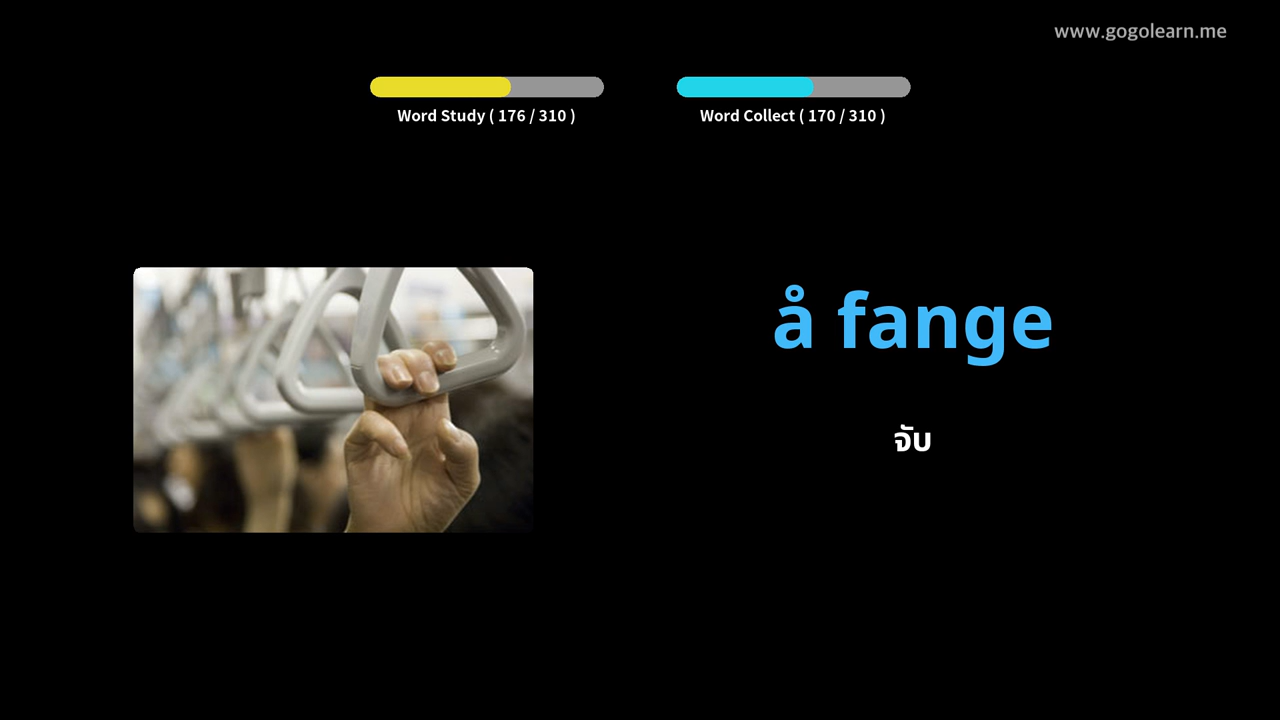 www.gogolearn.me
Word Study ( 176 / 310 )
Word Collect ( 170 / 310 )
å fange
จับ